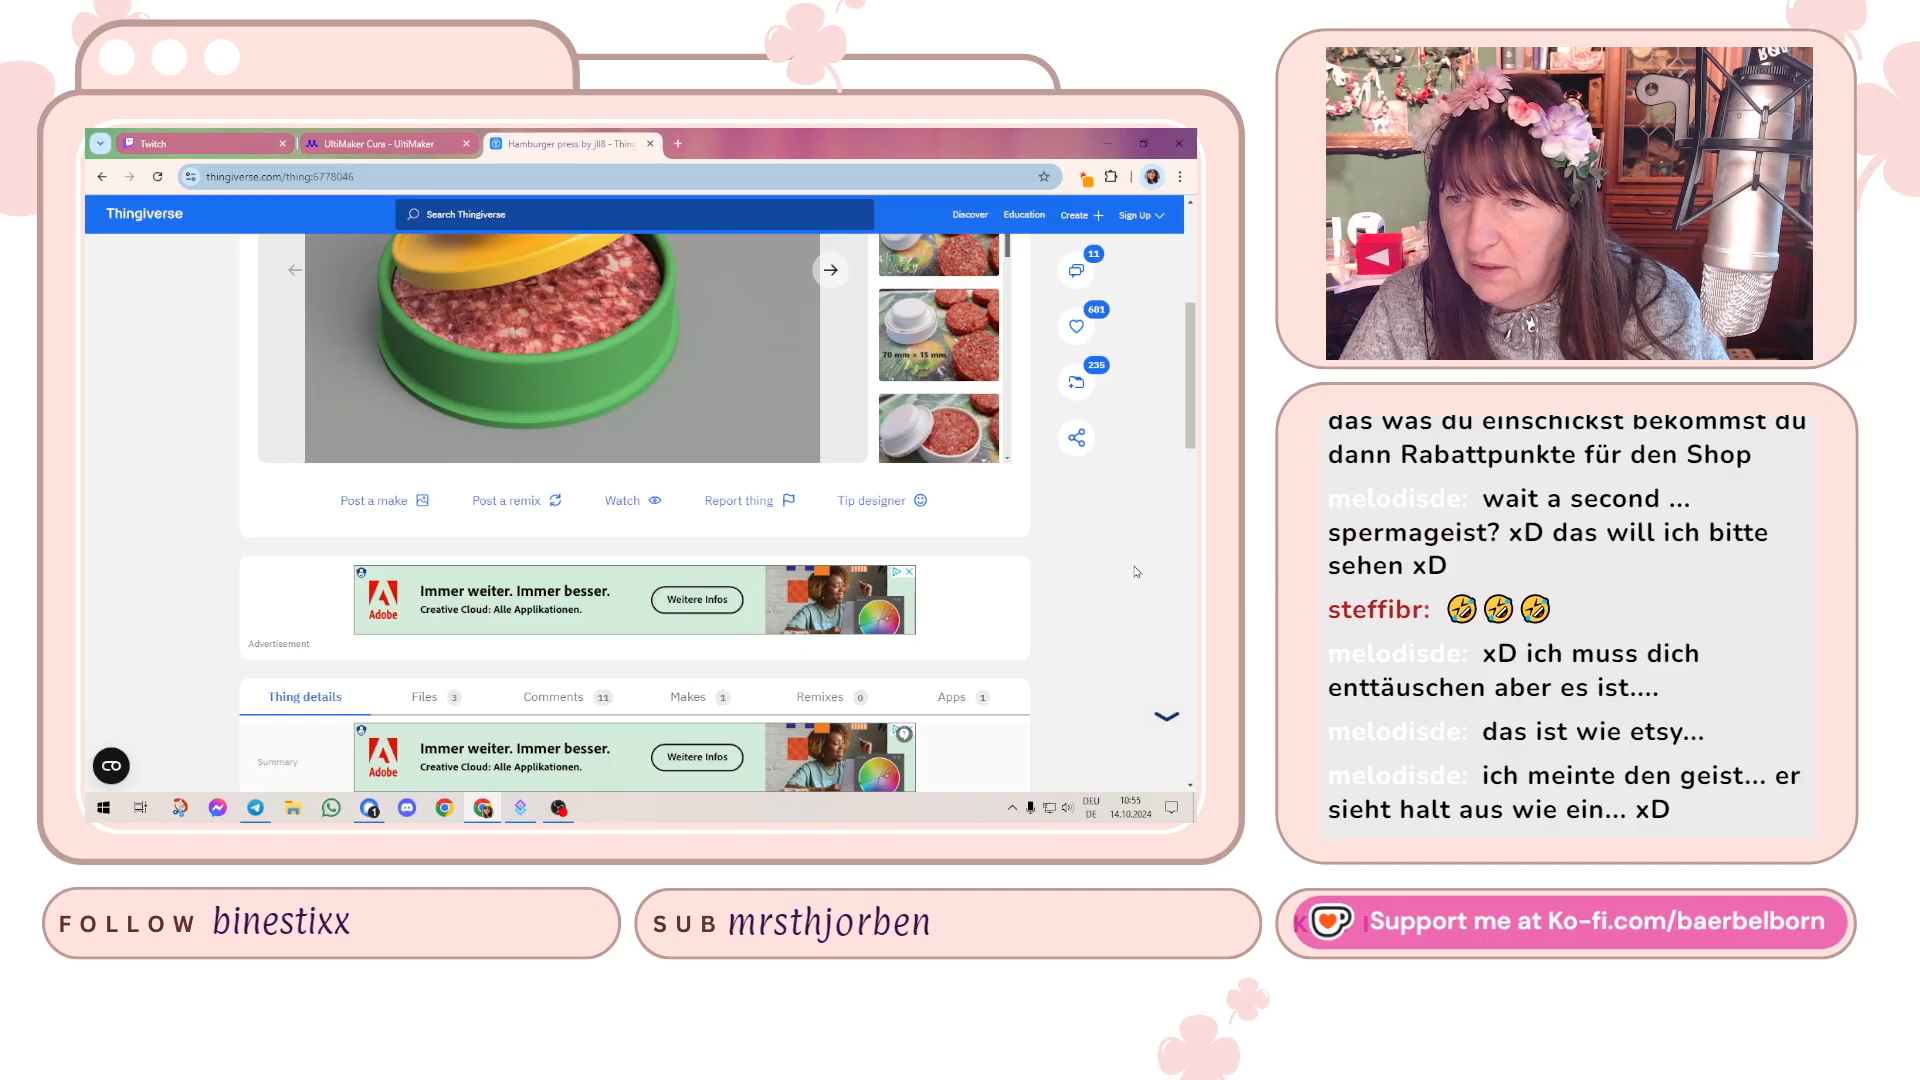 Twitch
UltiMaker Cura - UltiMaker
Hamburger press by jll8 - Thing
thingiverse.com/thing:6778046
Thingiverse
Search Thingiverse
Discover
Education
Create
Sign Up
11
681
235
70 mm × 15 mm
Post a make
Post a remix
Watch
Report thing
Tip designer
Adobe
Immer weiter. Immer besser.
Creative Cloud: Alle Applikationen.
Weitere Infos
Advertisement
Thing details
Files 3
Comments 11
Makes 1
Remixes 0
Apps 1
Summary
Adobe
Immer weiter. Immer besser.
Creative Cloud: Alle Applikationen.
Weitere Infos
DEU
DE
10:55
14.10.2024
das was du einschickst bekommst du
dann Rabattpunkte für den Shop
melodisde: wait a second ...
spermageist? xD das will ich bitte
sehen xD
steffibr: 🤣🤣🤣
melodisde: xD ich muss dich
enttäuschen aber es ist....
melodisde: das ist wie etsy...
melodisde: ich meinte den geist... er
sieht halt aus wie ein... xD
FOLLOW binestixx
SUB mrsthjorben
Support me at Ko-fi.com/baerbelborn